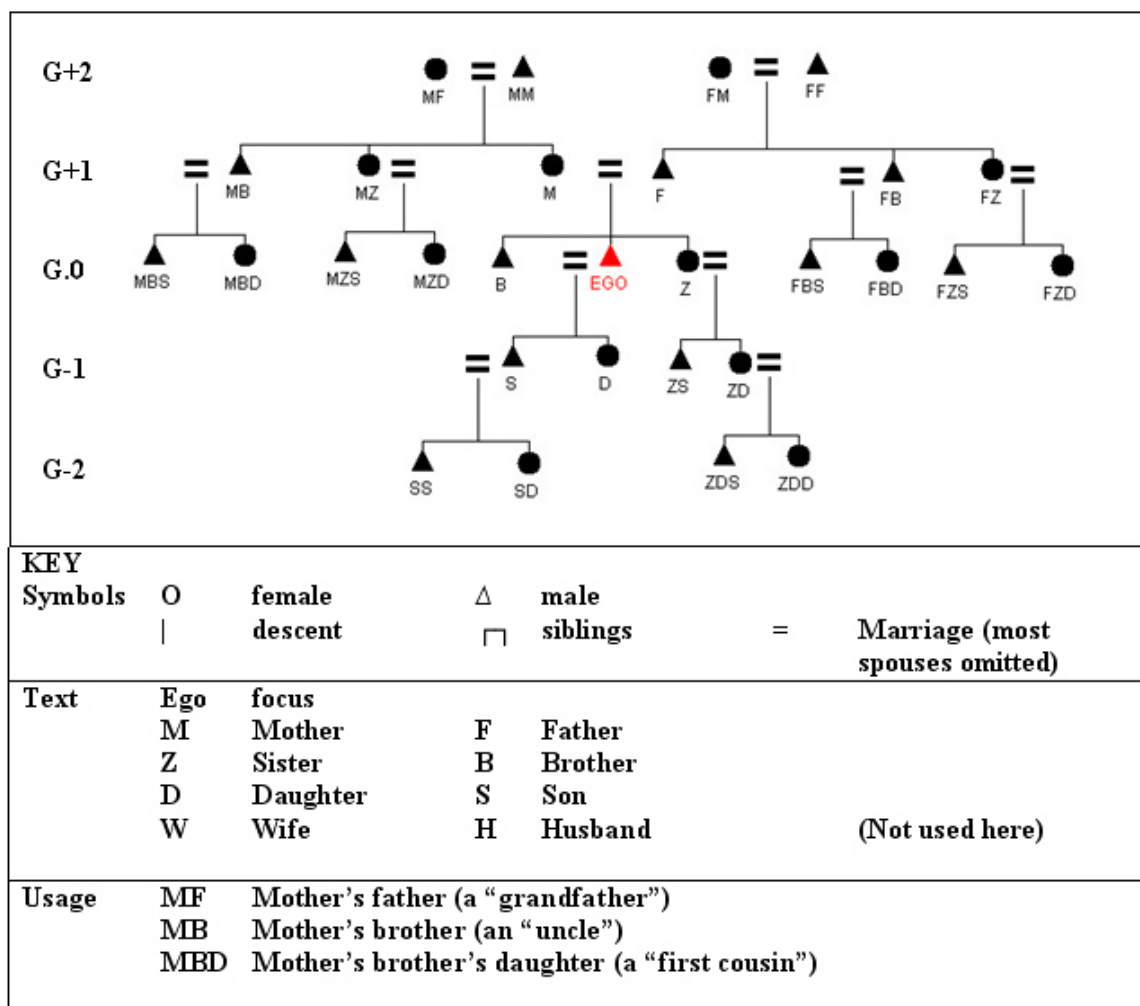 G+2
MF = MM FM = FF
G+1
= MB MZ = M = F = FB FZ =
G.0
MBS MBD MZS MZD B = EGO Z = FBS FBD FZS FZD
G-1
= S D ZS ZD =
G-2
SS SD ZDS ZDD
KEY
Symbols O female Δ male
| descent siblings = Marriage (most
spouses omitted)
Text Ego focus
M Mother F Father
Z Sister B Brother
D Daughter S Son
W Wife H Husband (Not used here)
Usage MF Mother’s father (a “grandfather”)
MB Mother’s brother (an “uncle”)
MBD Mother’s brother’s daughter (a “first cousin”)